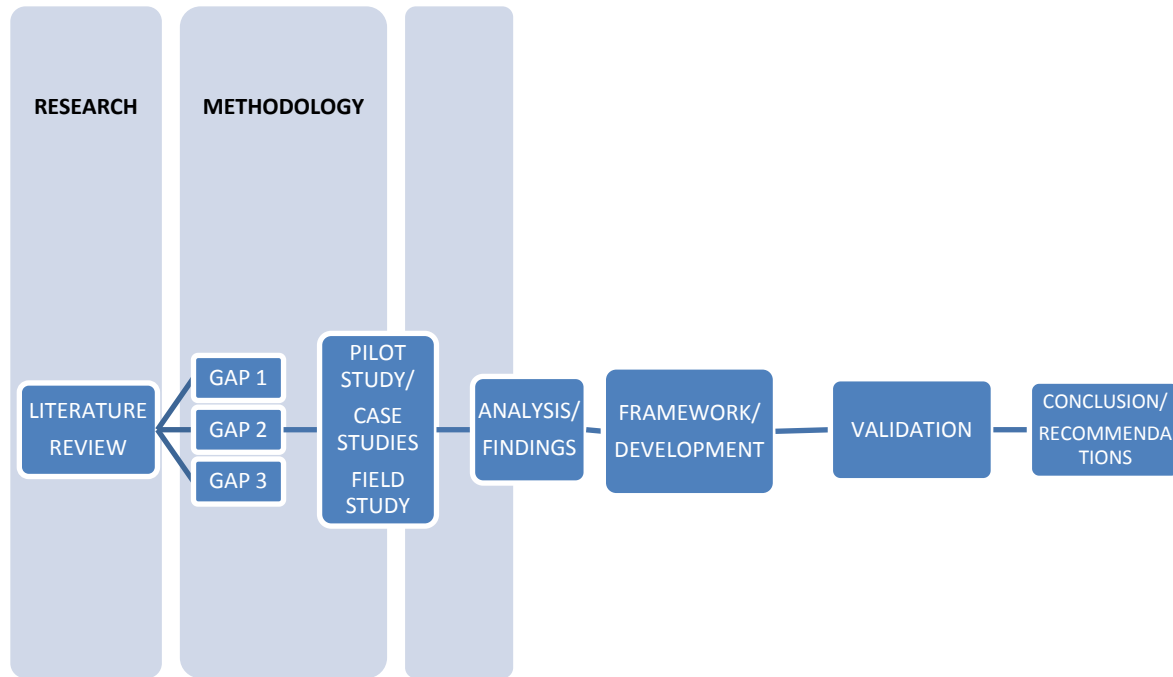 RESEARCH
METHODOLOGY
LITERATURE
REVIEW
GAP 1
GAP 2
GAP 3
PILOT
STUDY/
CASE
STUDIES
FIELD
STUDY
ANALYSIS/
FINDINGS
FRAMEWORK/
DEVELOPMENT
VALIDATION
CONCLUSION/
RECOMMENDA
TIONS